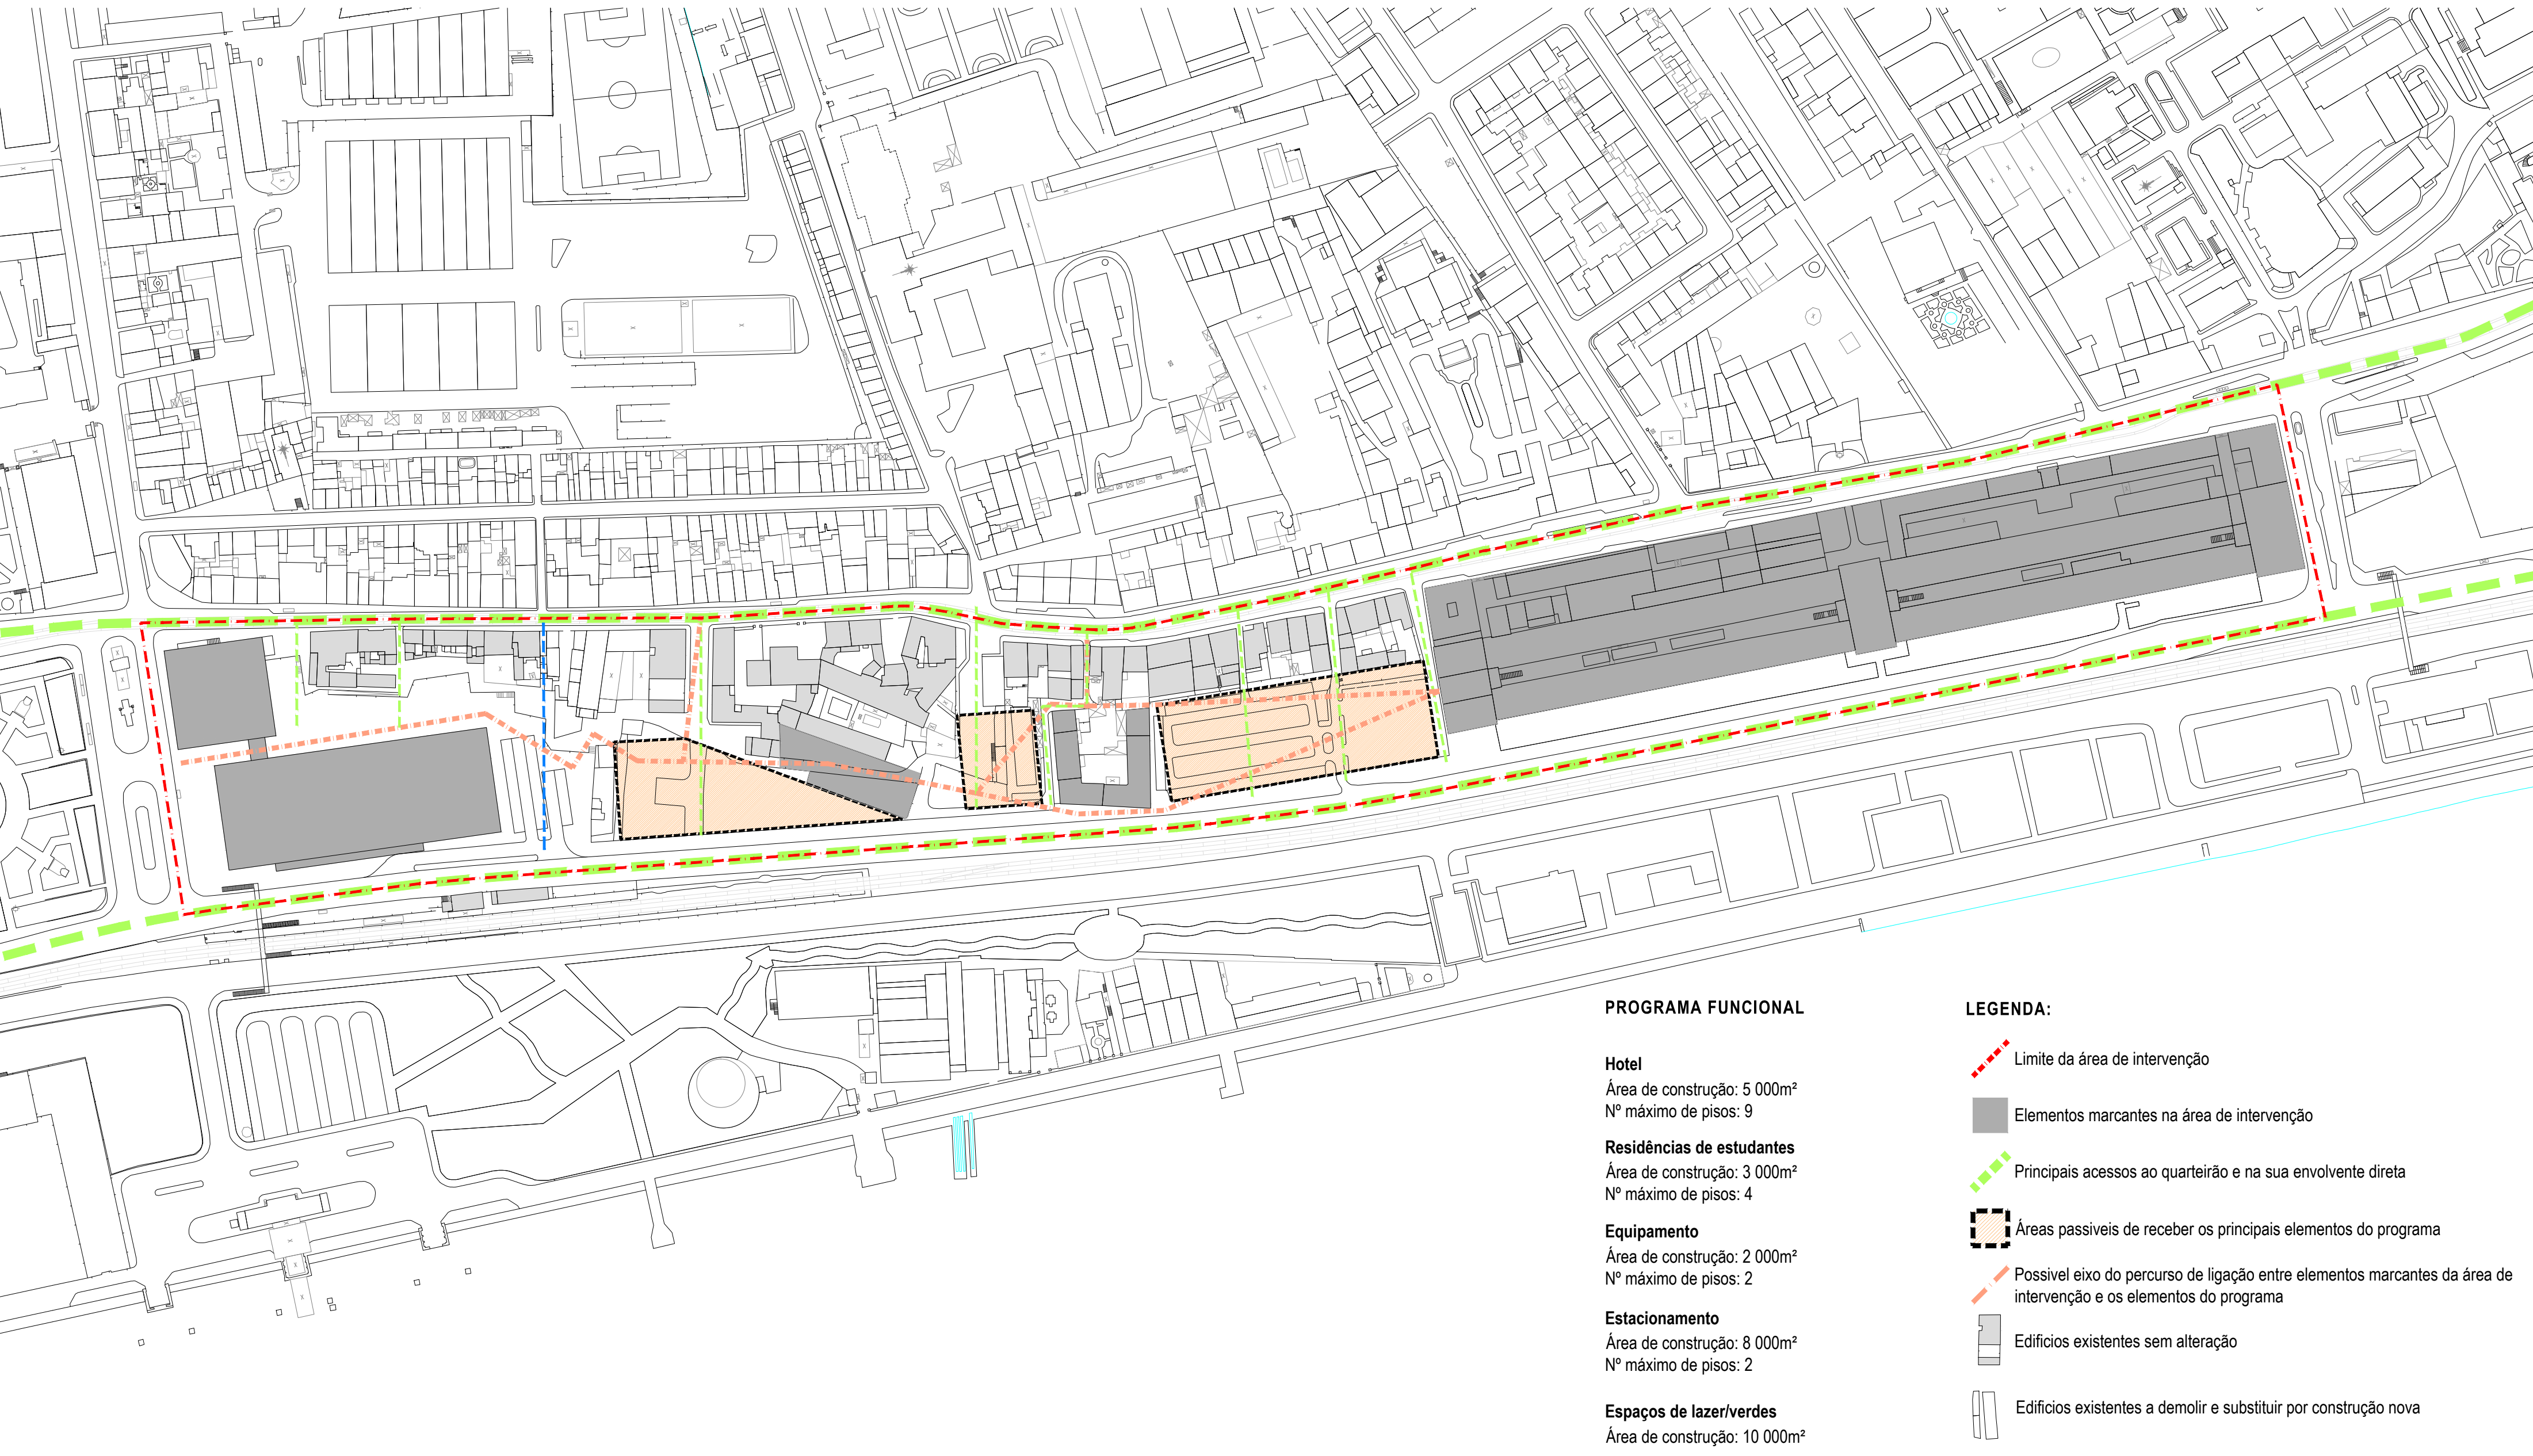 PROGRAMA FUNCIONAL
Hotel
Área de construção: 5 000m²
Nº máximo de pisos: 9
Residências de estudantes
Área de construção: 3 000m²
Nº máximo de pisos: 4
Equipamento
Área de construção: 2 000m²
Nº máximo de pisos: 2
Estacionamento
Área de construção: 8 000m²
Nº máximo de pisos: 2
Espaços de lazer/verdes
Área de construção: 10 000m²
LEGENDA:
Limite da área de intervenção
Elementos marcantes na área de intervenção
Principais acessos ao quarteirão e na sua envolvente direta
Áreas passiveis de receber os principais elementos do programa
Possivel eixo do percurso de ligação entre elementos marcantes da área de
intervenção e os elementos do programa
Edificios existentes sem alteração
Edificios existentes a demolir e substituir por construção nova